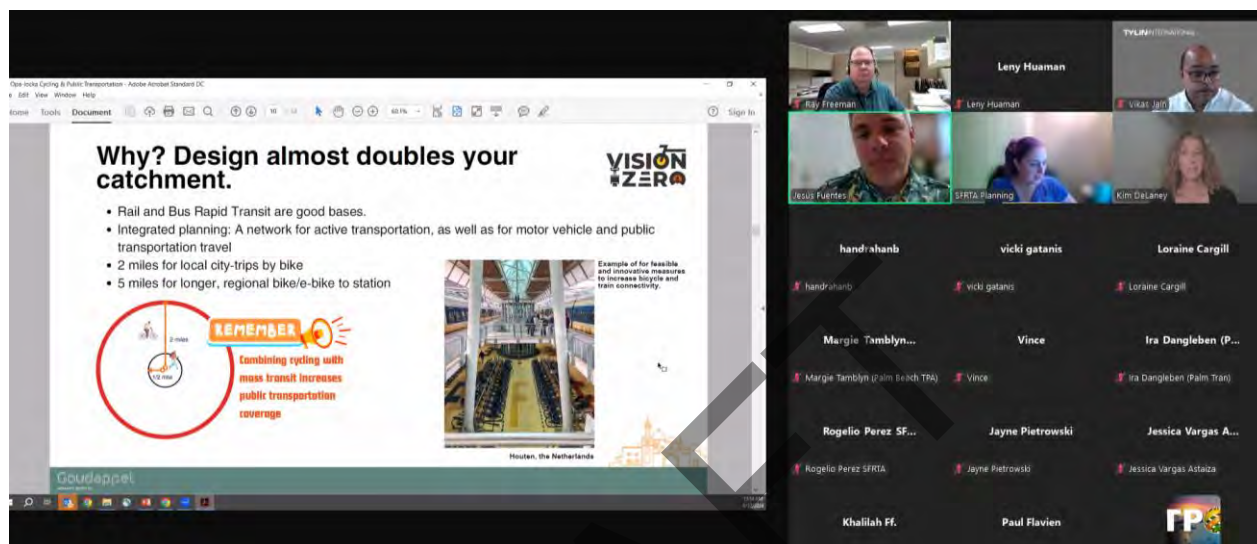 Opa-locka Cycling & Public Transportation - Adobe Acrobat Standard DC
Edit View Window Help
Home Tools Document
10
60.1%
Sign In
Why? Design almost doubles your
catchment.
VISION
ZERO
• Rail and Bus Rapid Transit are good bases.
• Integrated planning: A network for active transportation, as well as for motor vehicle and public
transportation travel
• 2 miles for local city-trips by bike
• 5 miles for longer, regional bike/e-bike to station
Example of for feasible
and innovative measures
to increase bicycle and
train connectivity.
REMEMBER
2-miles
1/2 mile
Combining cycling with
mass transit increases
public transportation
coverage
Houten, the Netherlands
Goudappel
Ray Freeman
Leny Huaman
Leny Huaman
TYLININTERNATIONAL
Vikas Jain
Jesus Fuentes
SFRTA Planning
Kim DeLaney
handrahanb
handrahanb
vicki gatanis
vicki gatanis
Loraine Cargill
Loraine Cargill
Margie Tamblyn...
Margie Tamblyn (Palm Beach TPA)
Vince
Vince
Ira Dangleben (P...
Ira Dangleben (Palm Tran)
Rogelio Perez SF...
Rogelio Perez SFRTA
Jayne Pietrowski
Jayne Pietrowski
Jessica Vargas A...
Jessica Vargas Astaiza
Khalilah Ff.
Paul Flavien